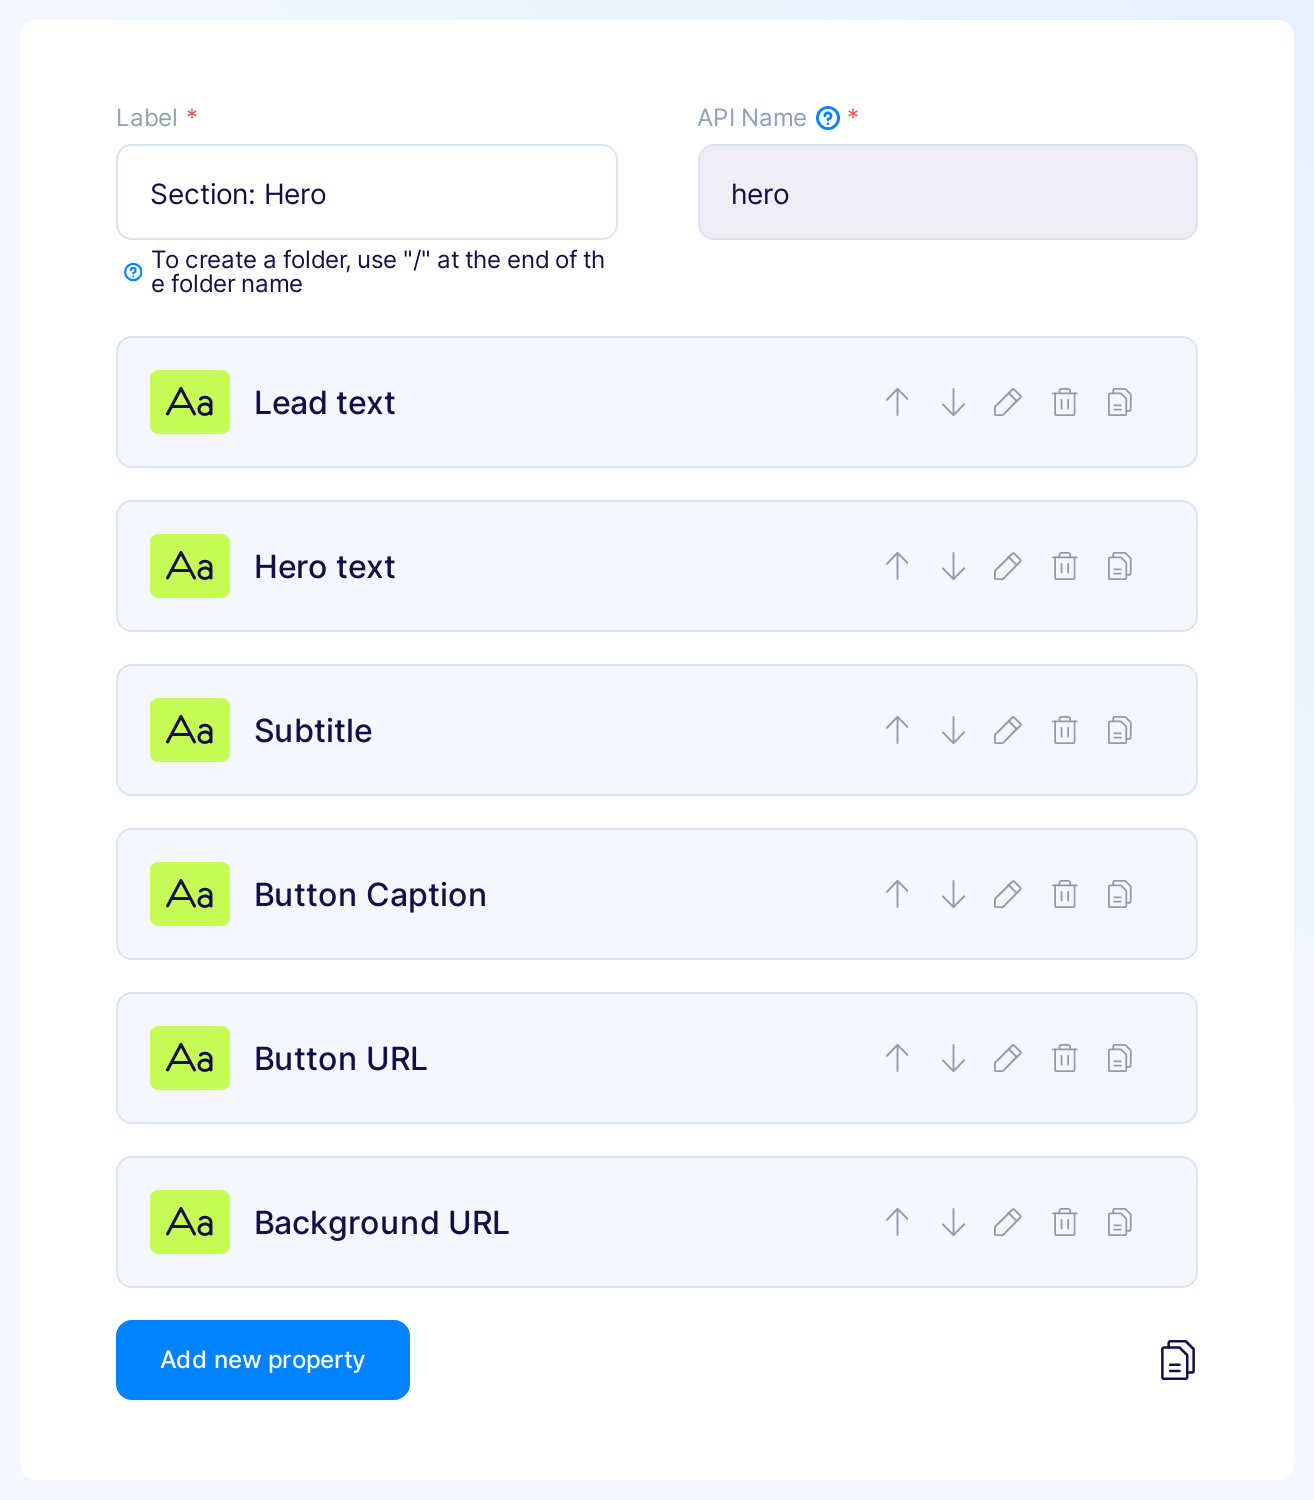 Label *
API Name *
Section: Hero
hero
To create a folder, use "/" at the end of th
e folder name
Aa Lead text
Aa Hero text
Aa Subtitle
Aa Button Caption
Aa Button URL
Aa Background URL
Add new property